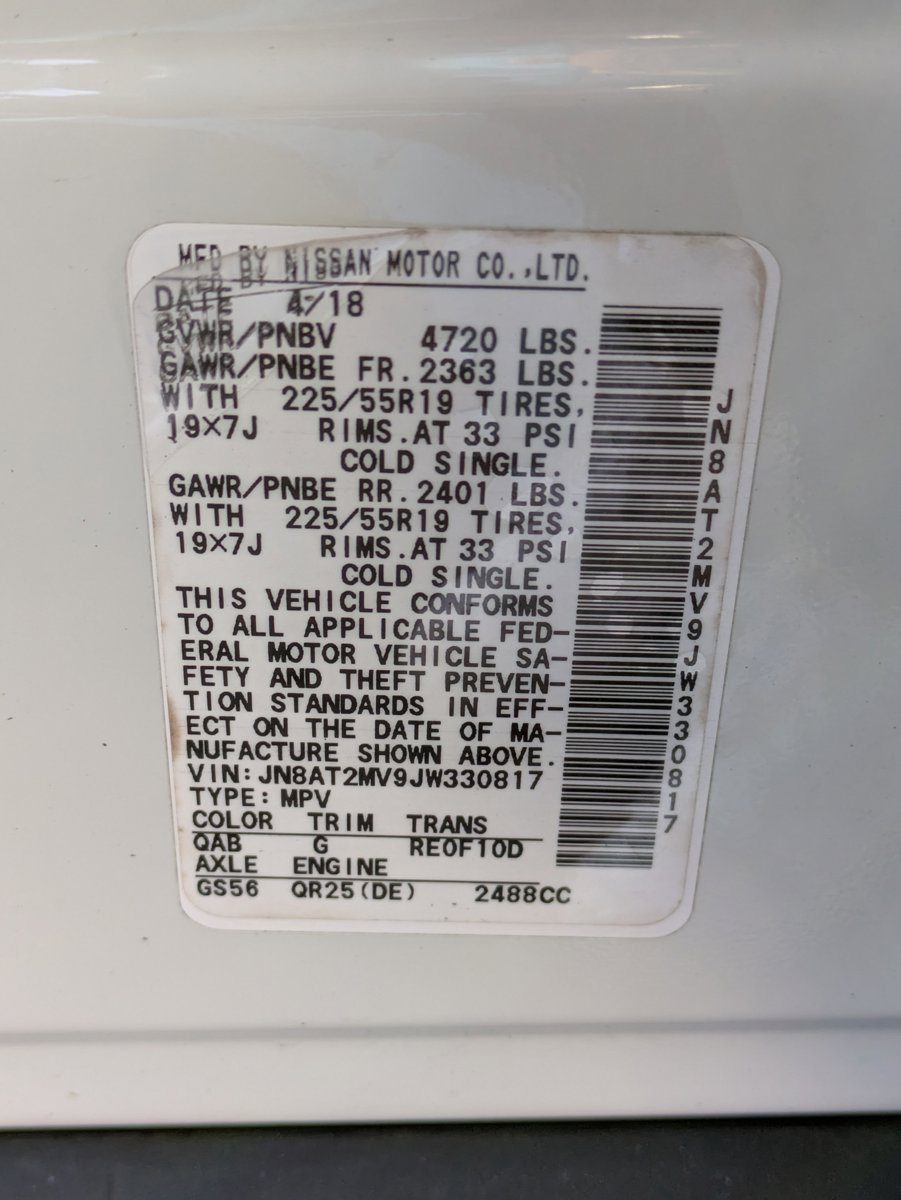 MFD BY NISSAN MOTOR CO.,LTD.
DATE 4/18
GVWR/PNBV 4720 LBS.
GAWR/PNBE FR.2363 LBS.
WITH 225/55R19 TIRES,
19X7J RIMS.AT 33 PSI
COLD SINGLE.
GAWR/PNBE RR.2401 LBS.
WITH 225/55R19 TIRES,
19X7J RIMS.AT 33 PSI
COLD SINGLE.
THIS VEHICLE CONFORMS
TO ALL APPLICABLE FED-
ERAL MOTOR VEHICLE SA-
FETY AND THEFT PREVEN-
TION STANDARDS IN EFF-
ECT ON THE DATE OF MA-
NUFACTURE SHOWN ABOVE.
VIN:JN8AT2MV9JW330817
TYPE:MPV
COLOR TRIM TRANS
QAB G RE0F10D
AXLE ENGINE
GS56 QR25(DE) 2488CC
JN8AT2MV9JW330817